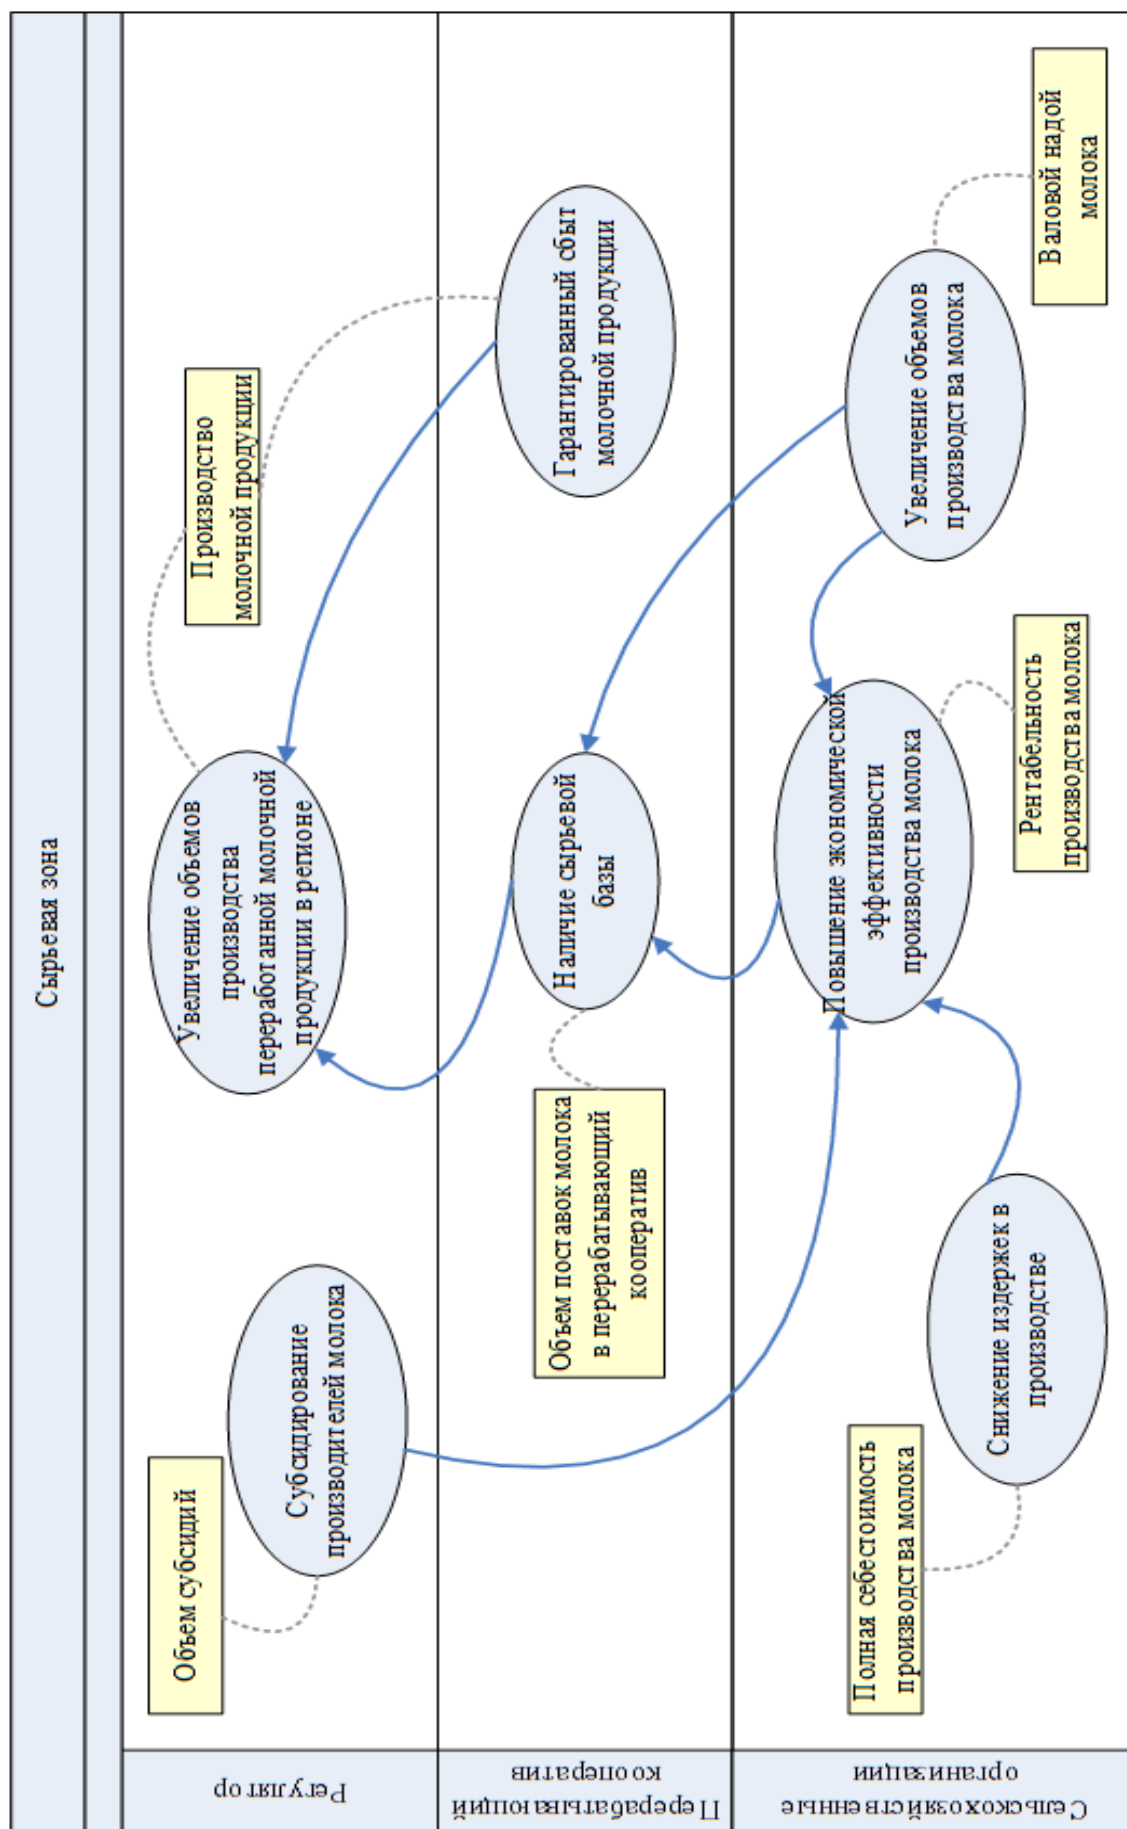 Сырьевая зона
Регулятор
Объем субсидий
Субсидирование
производителей молока
Увеличение объемов
производства
переработанной молочной
продукции в регионе
Производство
молочной продукции
Перерабатывающий
кооператив
Объем поставок молока
в перерабатывающий
кооператив
Наличие сырьевой
базы
Гарантированный сбыт
молочной продукции
Сельскохозяйственные
организации
Полная себестоимость
производства молока
Снижение издержек в
производстве
Повышение экономической
эффективности
производства молока
Рентабельность
производства молока
Увеличение объемов
производства молока
Валовой надой
молока